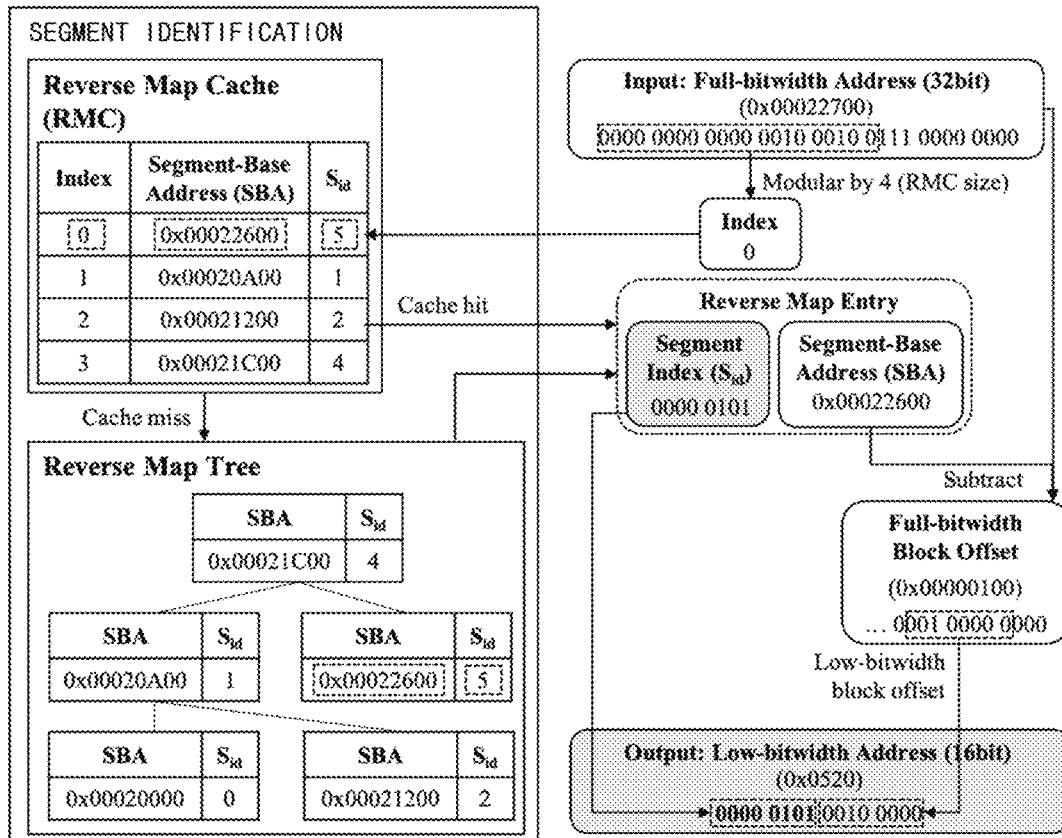 SEGMENT IDENTIFICATION
Reverse Map Cache
(RMC)
Index
Segment-Base
Address (SBA)
Sid
0
0x00022600
5
1
0x00020A00
1
2
0x00021200
2
3
0x00021C00
4
Cache miss
Cache hit
Reverse Map Tree
SBA
Sid
0x00021C00
4
SBA
Sid
0x00020A00
1
SBA
Sid
0x00022600
5
SBA
Sid
0x00020000
0
SBA
Sid
0x00021200
2
Input: Full-bitwidth Address (32bit)
(0x00022700)
0000 0000 0000 0010 0010 0111 0000 0000
Modular by 4 (RMC size)
Index
0
Reverse Map Entry
Segment
Index (Sid)
0000 0101
Segment-Base
Address (SBA)
0x00022600
Subtract
Full-bitwidth
Block Offset
(0x00000100)
... 0001 0000 0000
Low-bitwidth
block offset
Output: Low-bitwidth Address (16bit)
(0x0520)
0000 0101 0010 0000